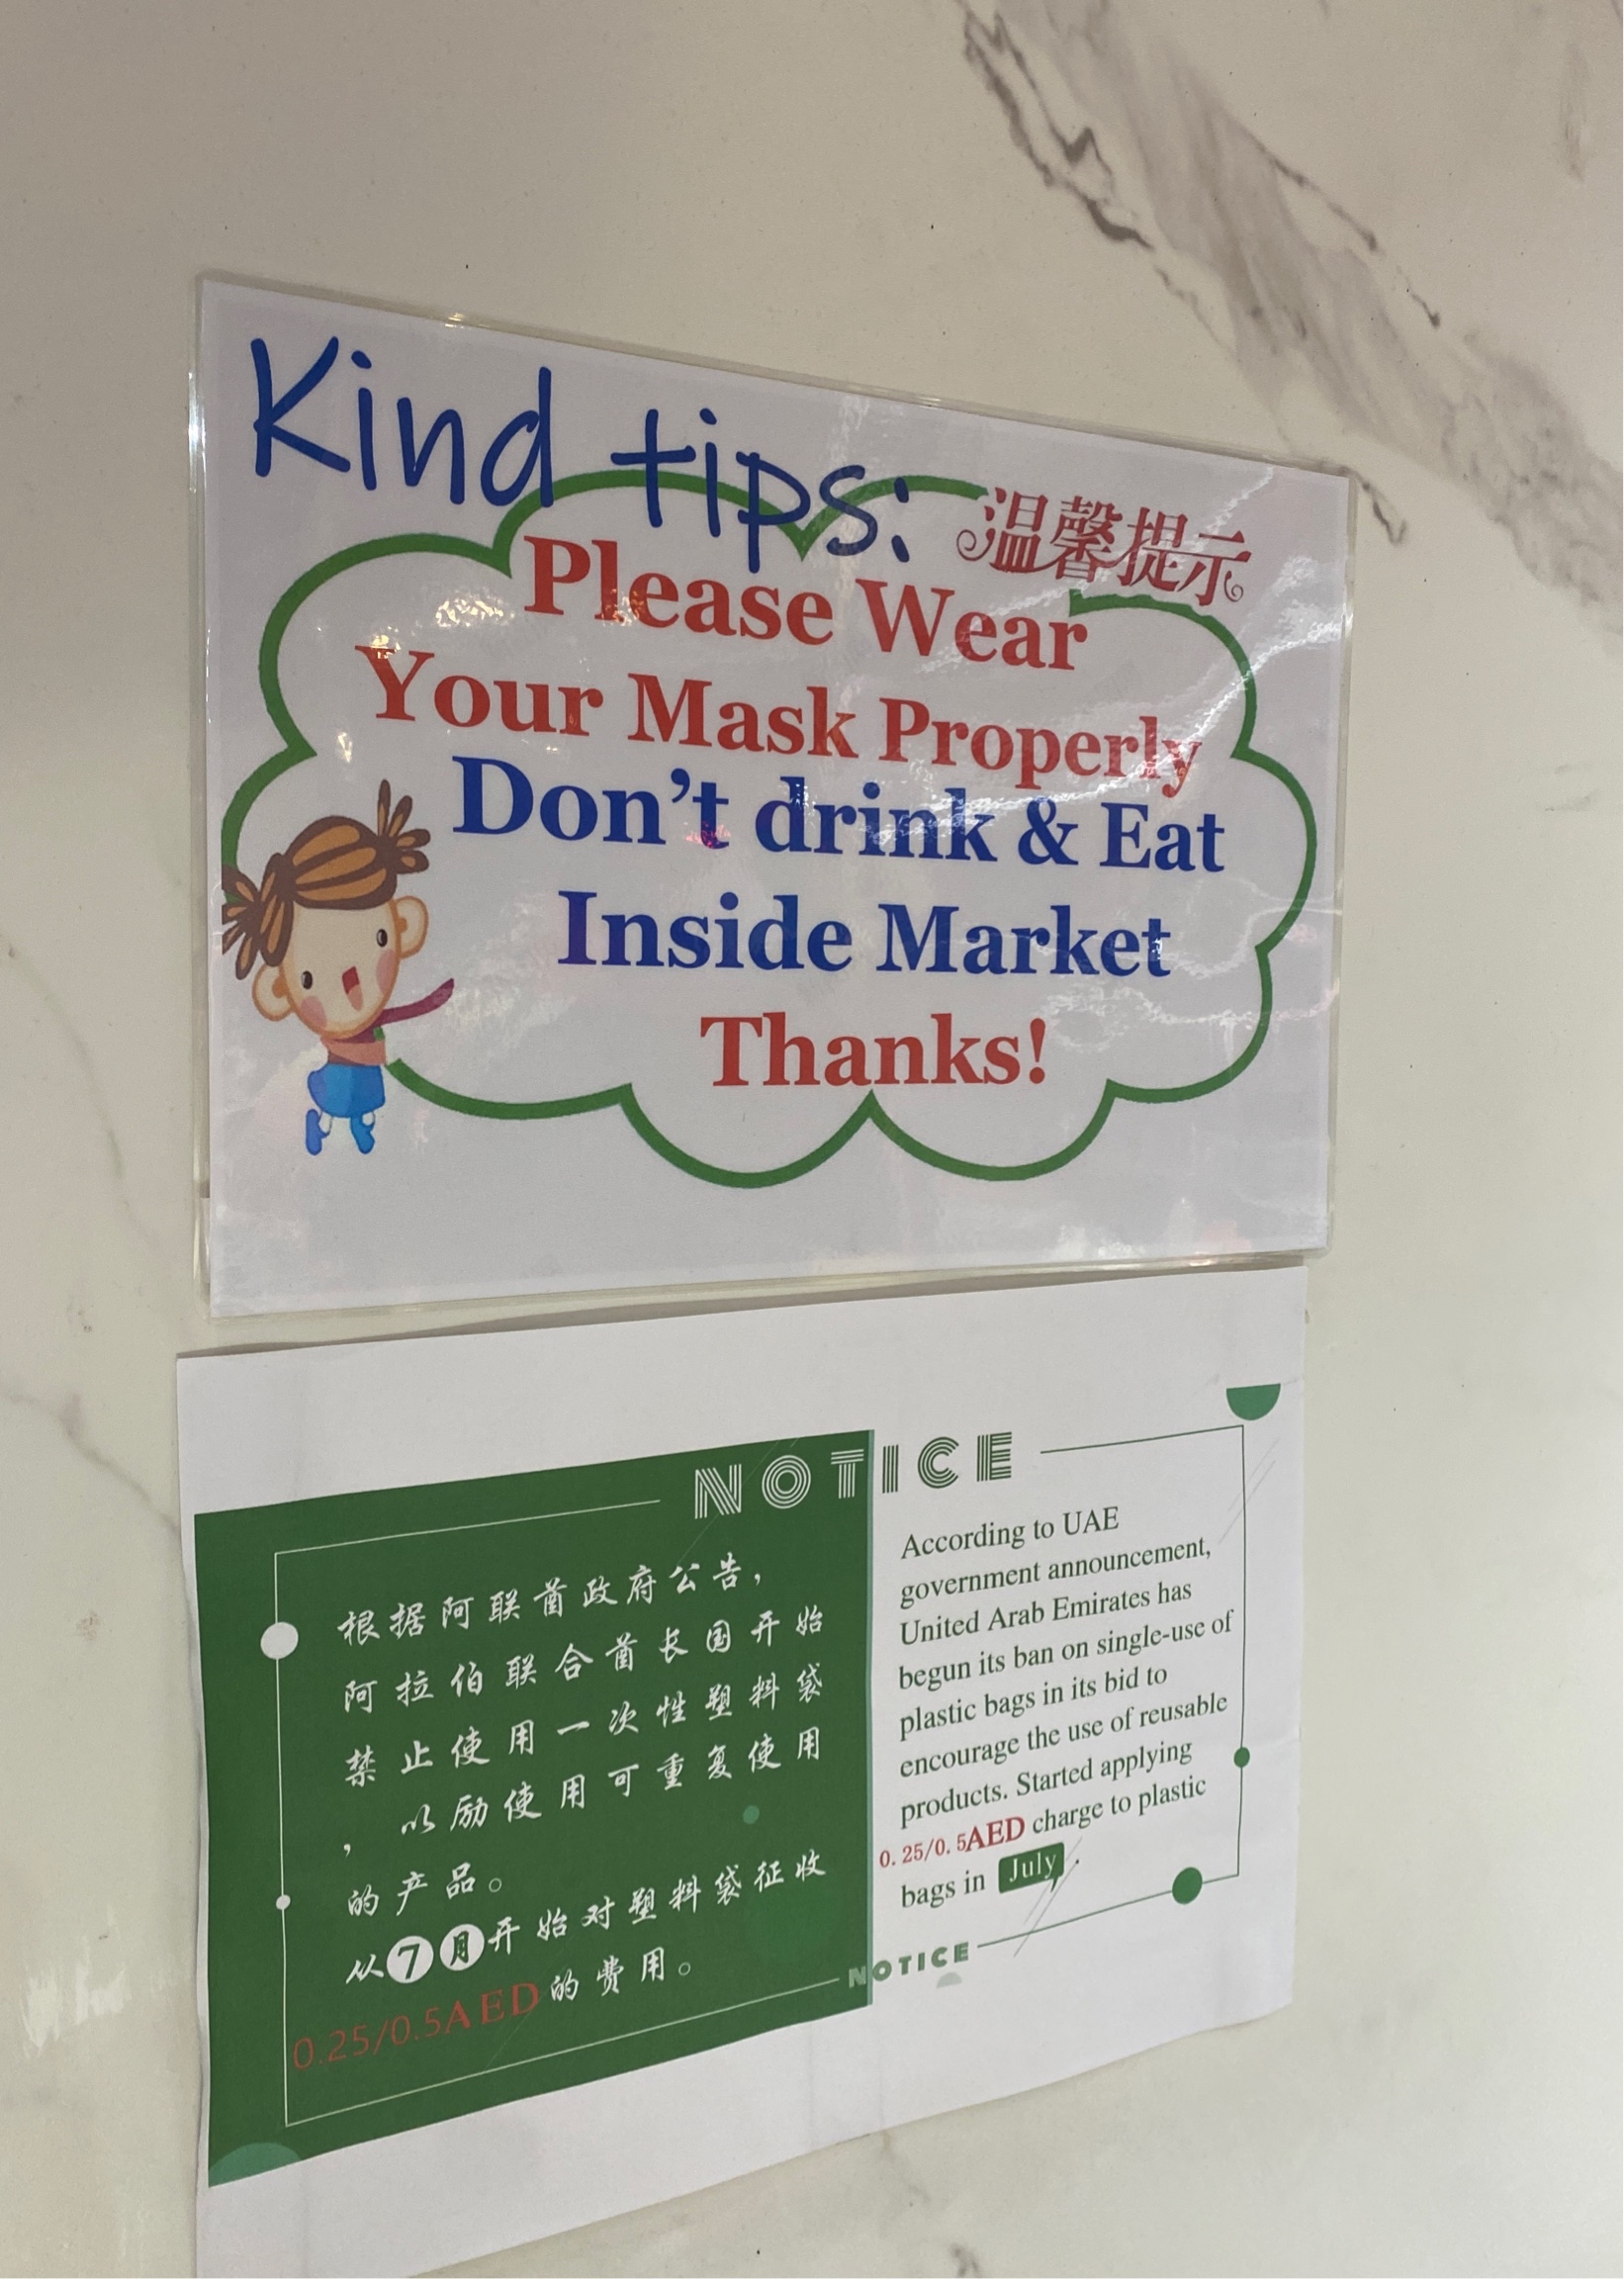 Kind tips:
温馨提示
Please Wear
Your Mask Properly
Don't drink & Eat
Inside Market
Thanks!
NOTICE
根据阿联酋政府公告，
阿拉伯联合酋长国开始
禁止使用一次性塑料袋
，以励使用可重复使用
的产品。
从7月开始对塑料袋征收
0.25/0.5AED的费用。
According to UAE
government announcement,
United Arab Emirates has
begun its ban on single-use of
plastic bags in its bid to
encourage the use of reusable
products. Started applying
0.25/0.5AED charge to plastic
bags in July .
NOTICE